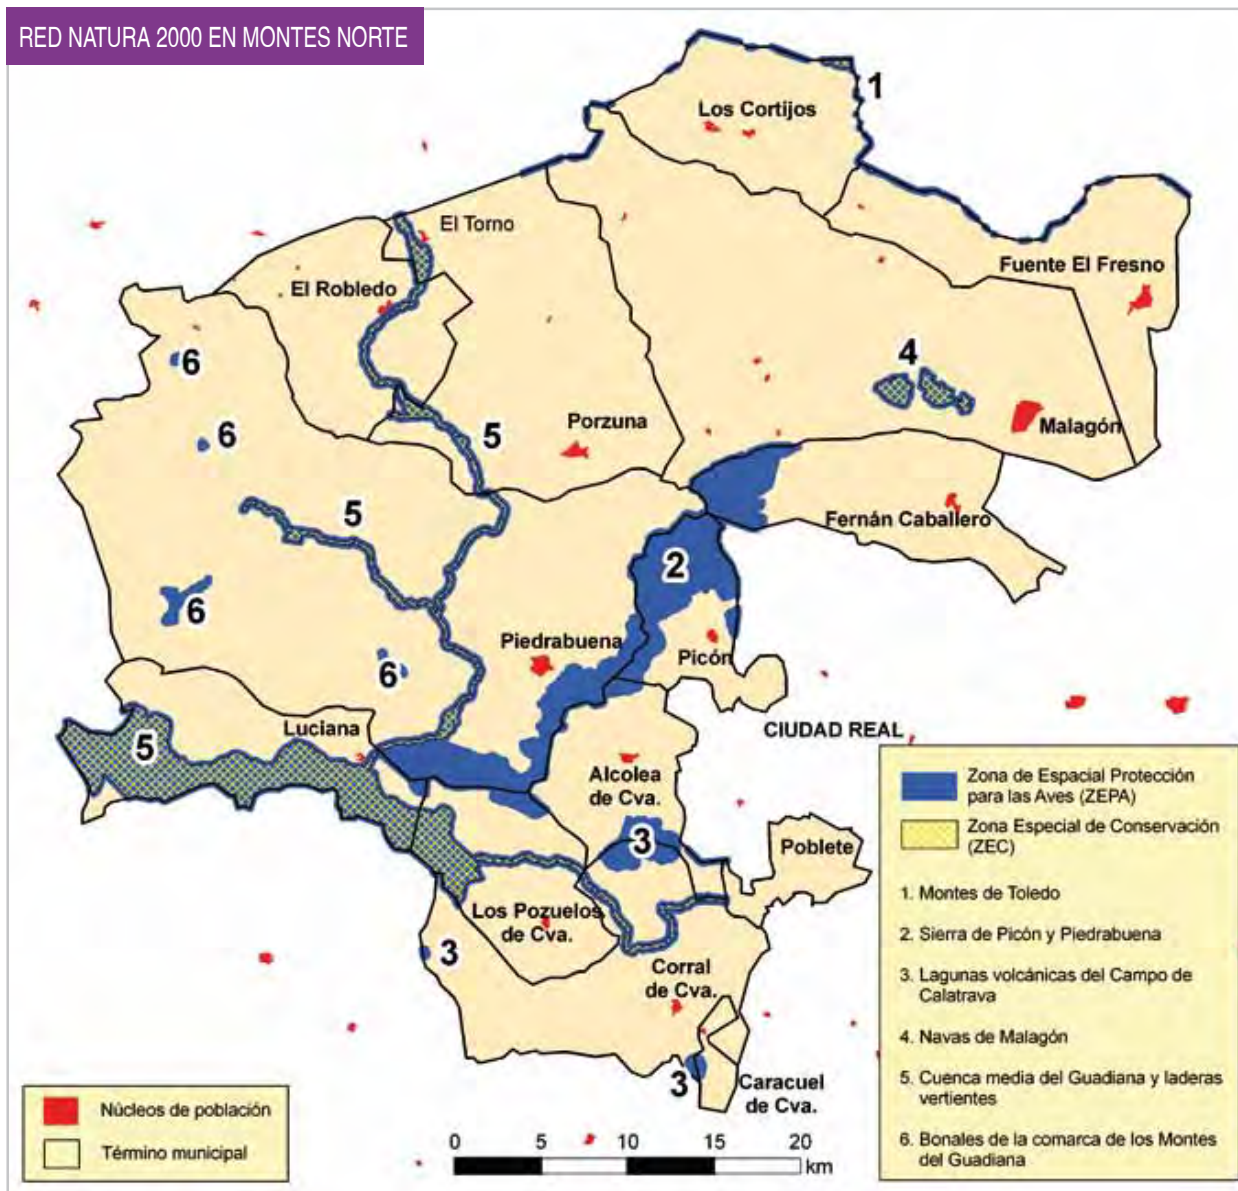 RED NATURA 2000 EN MONTES NORTE
1
Los Cortijos
El Torno
Fuente El Fresno
El Robledo
6
4
6
5
Porzuna
Malagón
5
Fernán Caballero
2
6
Piedrabuena
Picón
6
Luciana
5
CIUDAD REAL
Alcolea
de Cva.
3
Poblete
Los Pozuelos
de Cva.
3
Corral
de Cva.
3
Caracuel
de Cva.
Zona de Espacial Protección
para las Aves (ZEPA)
Zona Especial de Conservación
(ZEC)
1. Montes de Toledo
2. Sierra de Picón y Piedrabuena
3. Lagunas volcánicas del Campo de
Calatrava
4. Navas de Malagón
5. Cuenca media del Guadiana y laderas
vertientes
6. Bonales de la comarca de los Montes
del Guadiana
Núcleos de población
Término municipal
0 5 10 15 20
km